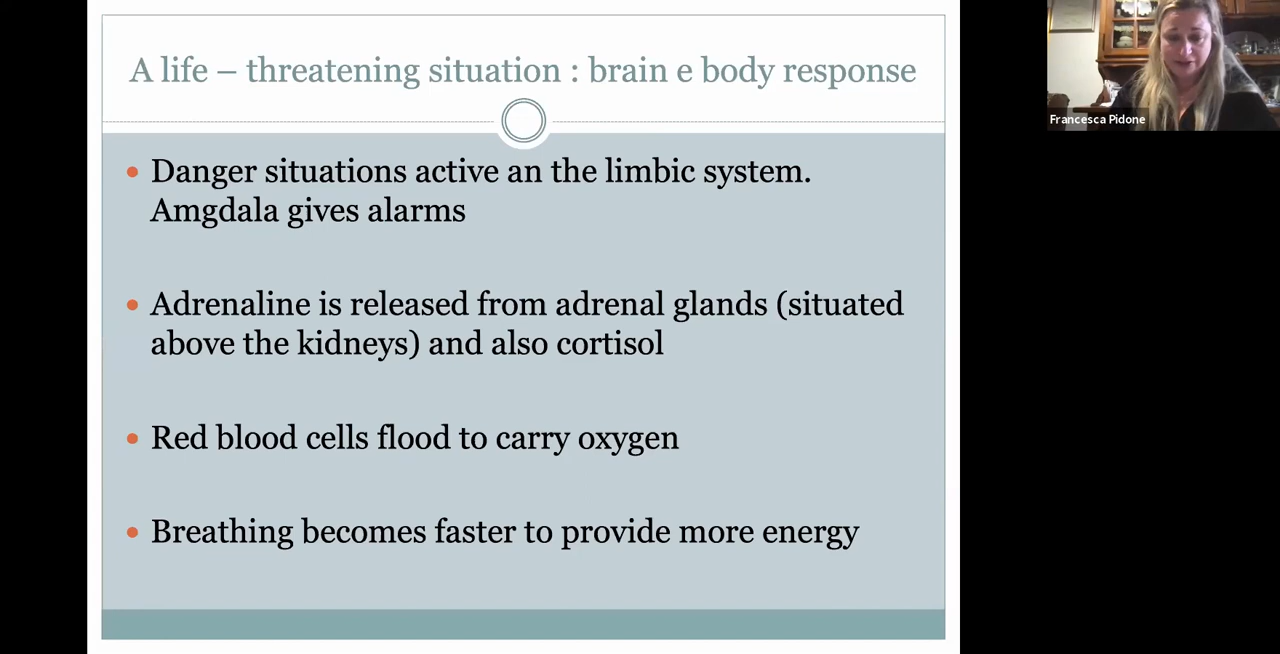 A life – threatening situation : brain e body response
Francesca Pidone
Danger situations active an the limbic system.
Amgdala gives alarms
Adrenaline is released from adrenal glands (situated
above the kidneys) and also cortisol
Red blood cells flood to carry oxygen
Breathing becomes faster to provide more energy